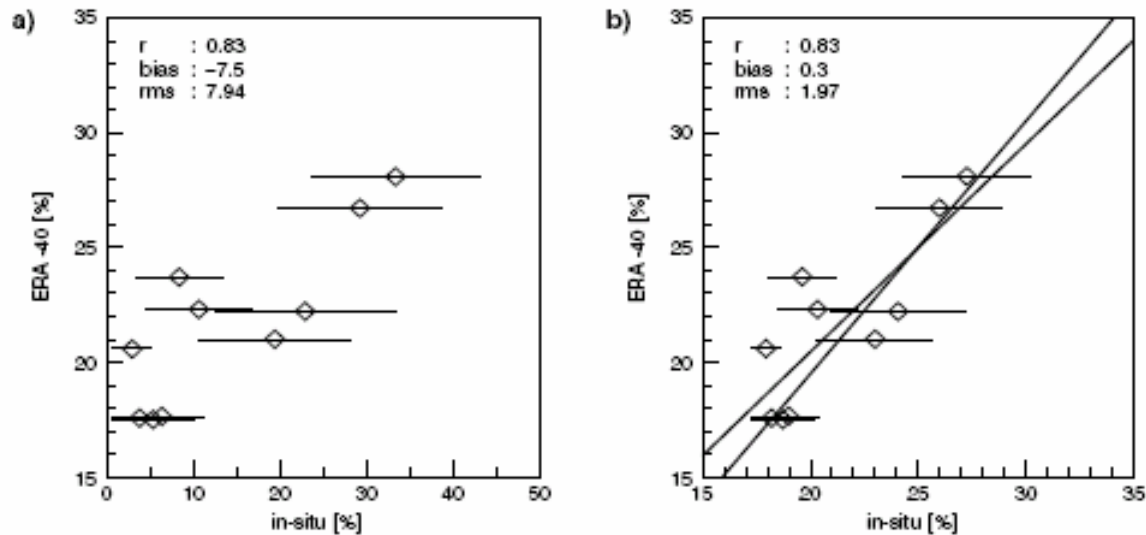 a)
r : 0.83
bias : –7.5
rms : 7.94
35
30
25
20
15
ERA -40 [%]
0 10 20 30 40 50
in-situ [%]
b)
r : 0.83
bias : 0.3
rms : 1.97
35
30
25
20
15
ERA -40 [%]
15 20 25 30 35
in-situ [%]